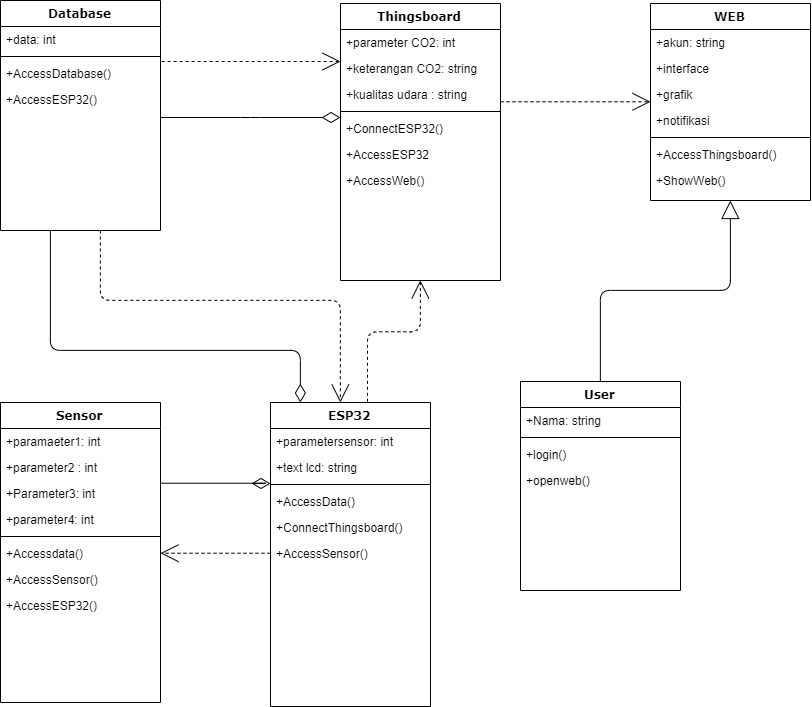 Database
+data: int
+AccessDatabase()
+AccessESP32()
Thingsboard
+parameter CO2: int
+keterangan CO2: string
+kualitas udara : string
+ConnectESP32()
+AccessESP32
+AccessWeb()
WEB
+akun: string
+interface
+grafik
+notifikasi
+AccessThingsboard()
+ShowWeb()
Sensor
+paramaeter1: int
+parameter2 : int
+Parameter3: int
+parameter4: int
+Accessdata()
+AccessSensor()
+AccessESP32()
ESP32
+parametersensor: int
+text lcd: string
+AccessData()
+ConnectThingsboard()
+AccessSensor()
User
+Nama: string
+login()
+openweb()